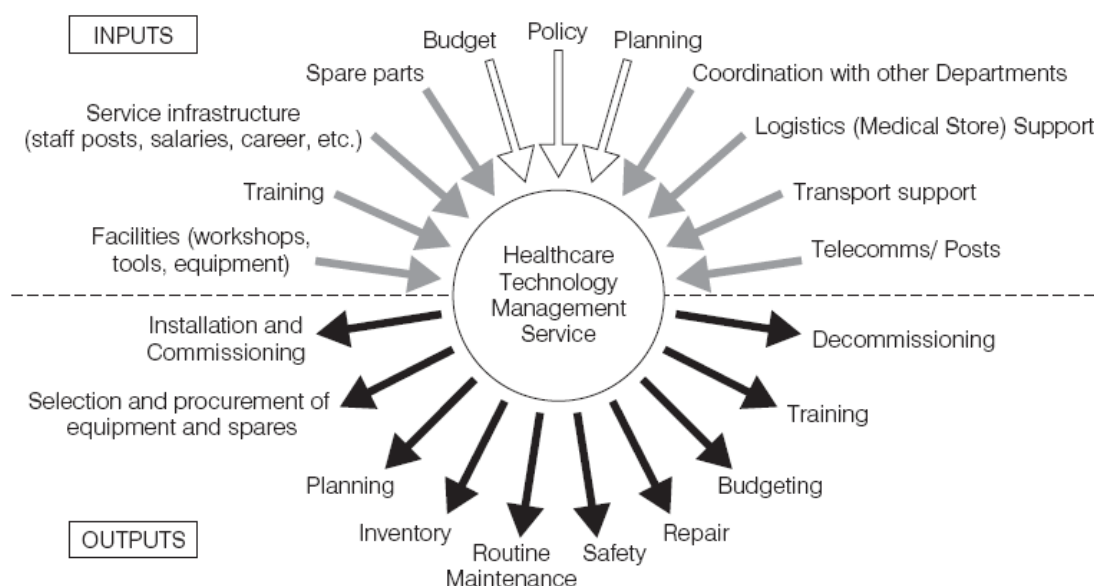 INPUTS
Budget
Policy
Planning
Spare parts
Coordination with other Departments
Service infrastructure
(staff posts, salaries, career, etc.)
Logistics (Medical Store) Support
Training
Transport support
Facilities (workshops,
tools, equipment)
Telecomms/ Posts
Healthcare
Technology
Management
Service
Installation and
Commissioning
Decommissioning
Selection and procurement of
equipment and spares
Training
Planning
Budgeting
Inventory
Repair
Routine
Maintenance
Safety
OUTPUTS